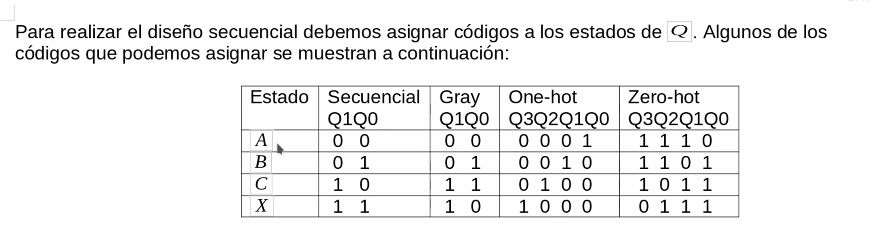 Para realizar el diseño secuencial debemos asignar códigos a los estados de Q. Algunos de los
códigos que podemos asignar se muestran a continuación:
Estado Secuencial Gray One-hot Zero-hot
Q1Q0 Q1Q0 Q3Q2Q1Q0 Q3Q2Q1Q0
A 0 0 0 0 0 0 0 1 1 1 1 0
B 0 1 0 1 0 0 1 0 1 1 0 1
C 1 0 1 1 0 1 0 0 1 0 1 1
X 1 1 1 0 1 0 0 0 0 1 1 1